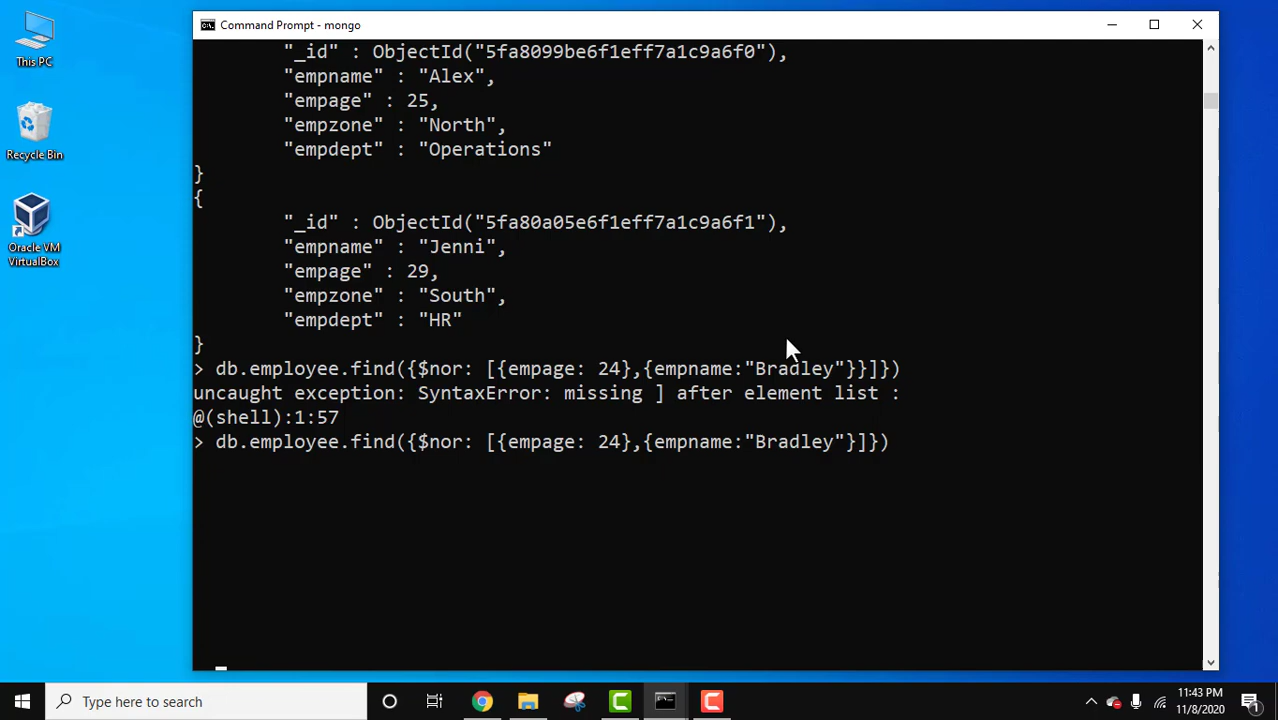 This PC
Recycle Bin
Oracle VM
VirtualBox
Command Prompt - mongo
"_id" : ObjectId("5fa8099be6f1eff7a1c9a6f0"),
"empname" : "Alex",
"empage" : 25,
"empzone" : "North",
"empdept" : "Operations"
}
{
"_id" : ObjectId("5fa80a05e6f1eff7a1c9a6f1"),
"empname" : "Jenni",
"empage" : 29,
"empzone" : "South",
"empdept" : "HR"
}
> db.employee.find({$nor: [{empage: 24},{empname:"Bradley"}}]})
uncaught exception: SyntaxError: missing ] after element list :
@(shell):1:57
> db.employee.find({$nor: [{empage: 24},{empname:"Bradley"}]})
Type here to search
11:43 PM
11/8/2020
1